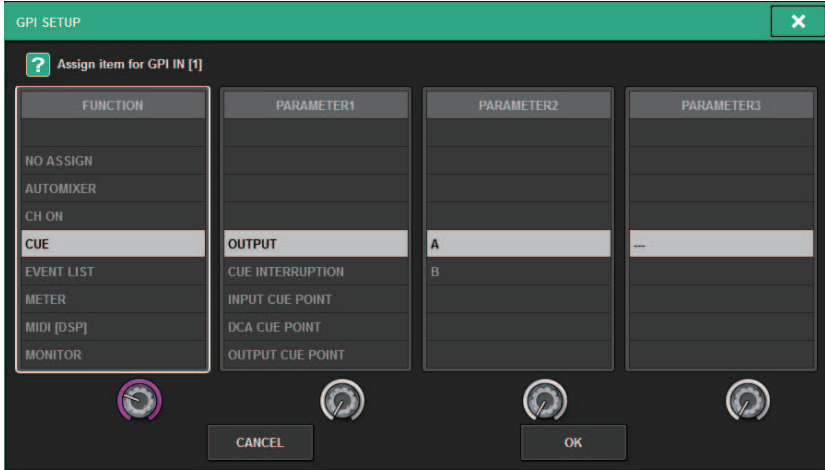 GPI SETUP
Assign item for GPI IN [1]
FUNCTION PARAMETER1 PARAMETER2 PARAMETER3
NO ASSIGN
AUTOMIXER
CH ON
CUE OUTPUT A ---
EVENT LIST CUE INTERRUPTION B
METER INPUT CUE POINT
MIDI [DSP] DCA CUE POINT
MONITOR OUTPUT CUE POINT
CANCEL OK